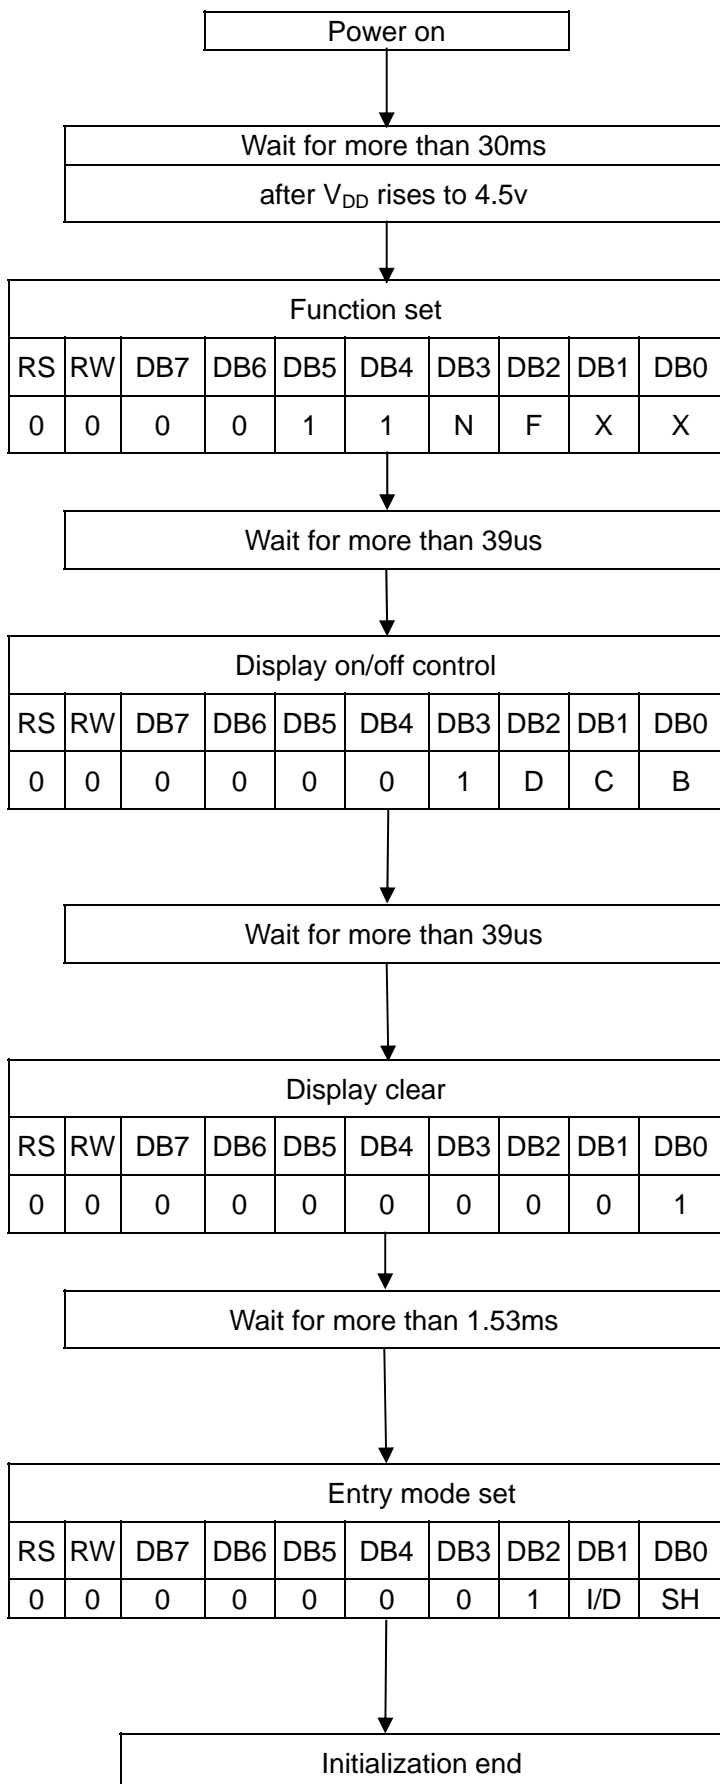 Power on
Wait for more than 30ms
after VDD rises to 4.5v
Function set
RS RW DB7 DB6 DB5 DB4 DB3 DB2 DB1 DB0
0 0 0 0 1 1 N F X X
Wait for more than 39us
Display on/off control
RS RW DB7 DB6 DB5 DB4 DB3 DB2 DB1 DB0
0 0 0 0 0 0 1 D C B
Wait for more than 39us
Display clear
RS RW DB7 DB6 DB5 DB4 DB3 DB2 DB1 DB0
0 0 0 0 0 0 0 0 0 1
Wait for more than 1.53ms
Entry mode set
RS RW DB7 DB6 DB5 DB4 DB3 DB2 DB1 DB0
0 0 0 0 0 0 0 1 I/D SH
Initialization end